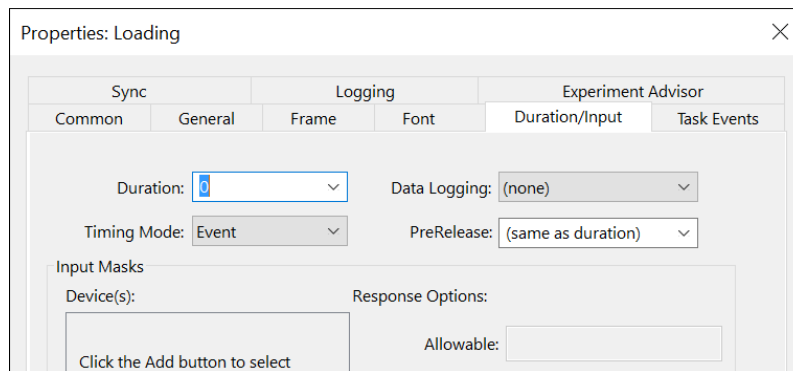 Properties: Loading
Sync Logging Experiment Advisor
Common General Frame Font Duration/Input Task Events
Duration: 0 Data Logging: (none)
Timing Mode: Event PreRelease: (same as duration)
Input Masks
Device(s): Response Options:
Allowable:
Click the Add button to select